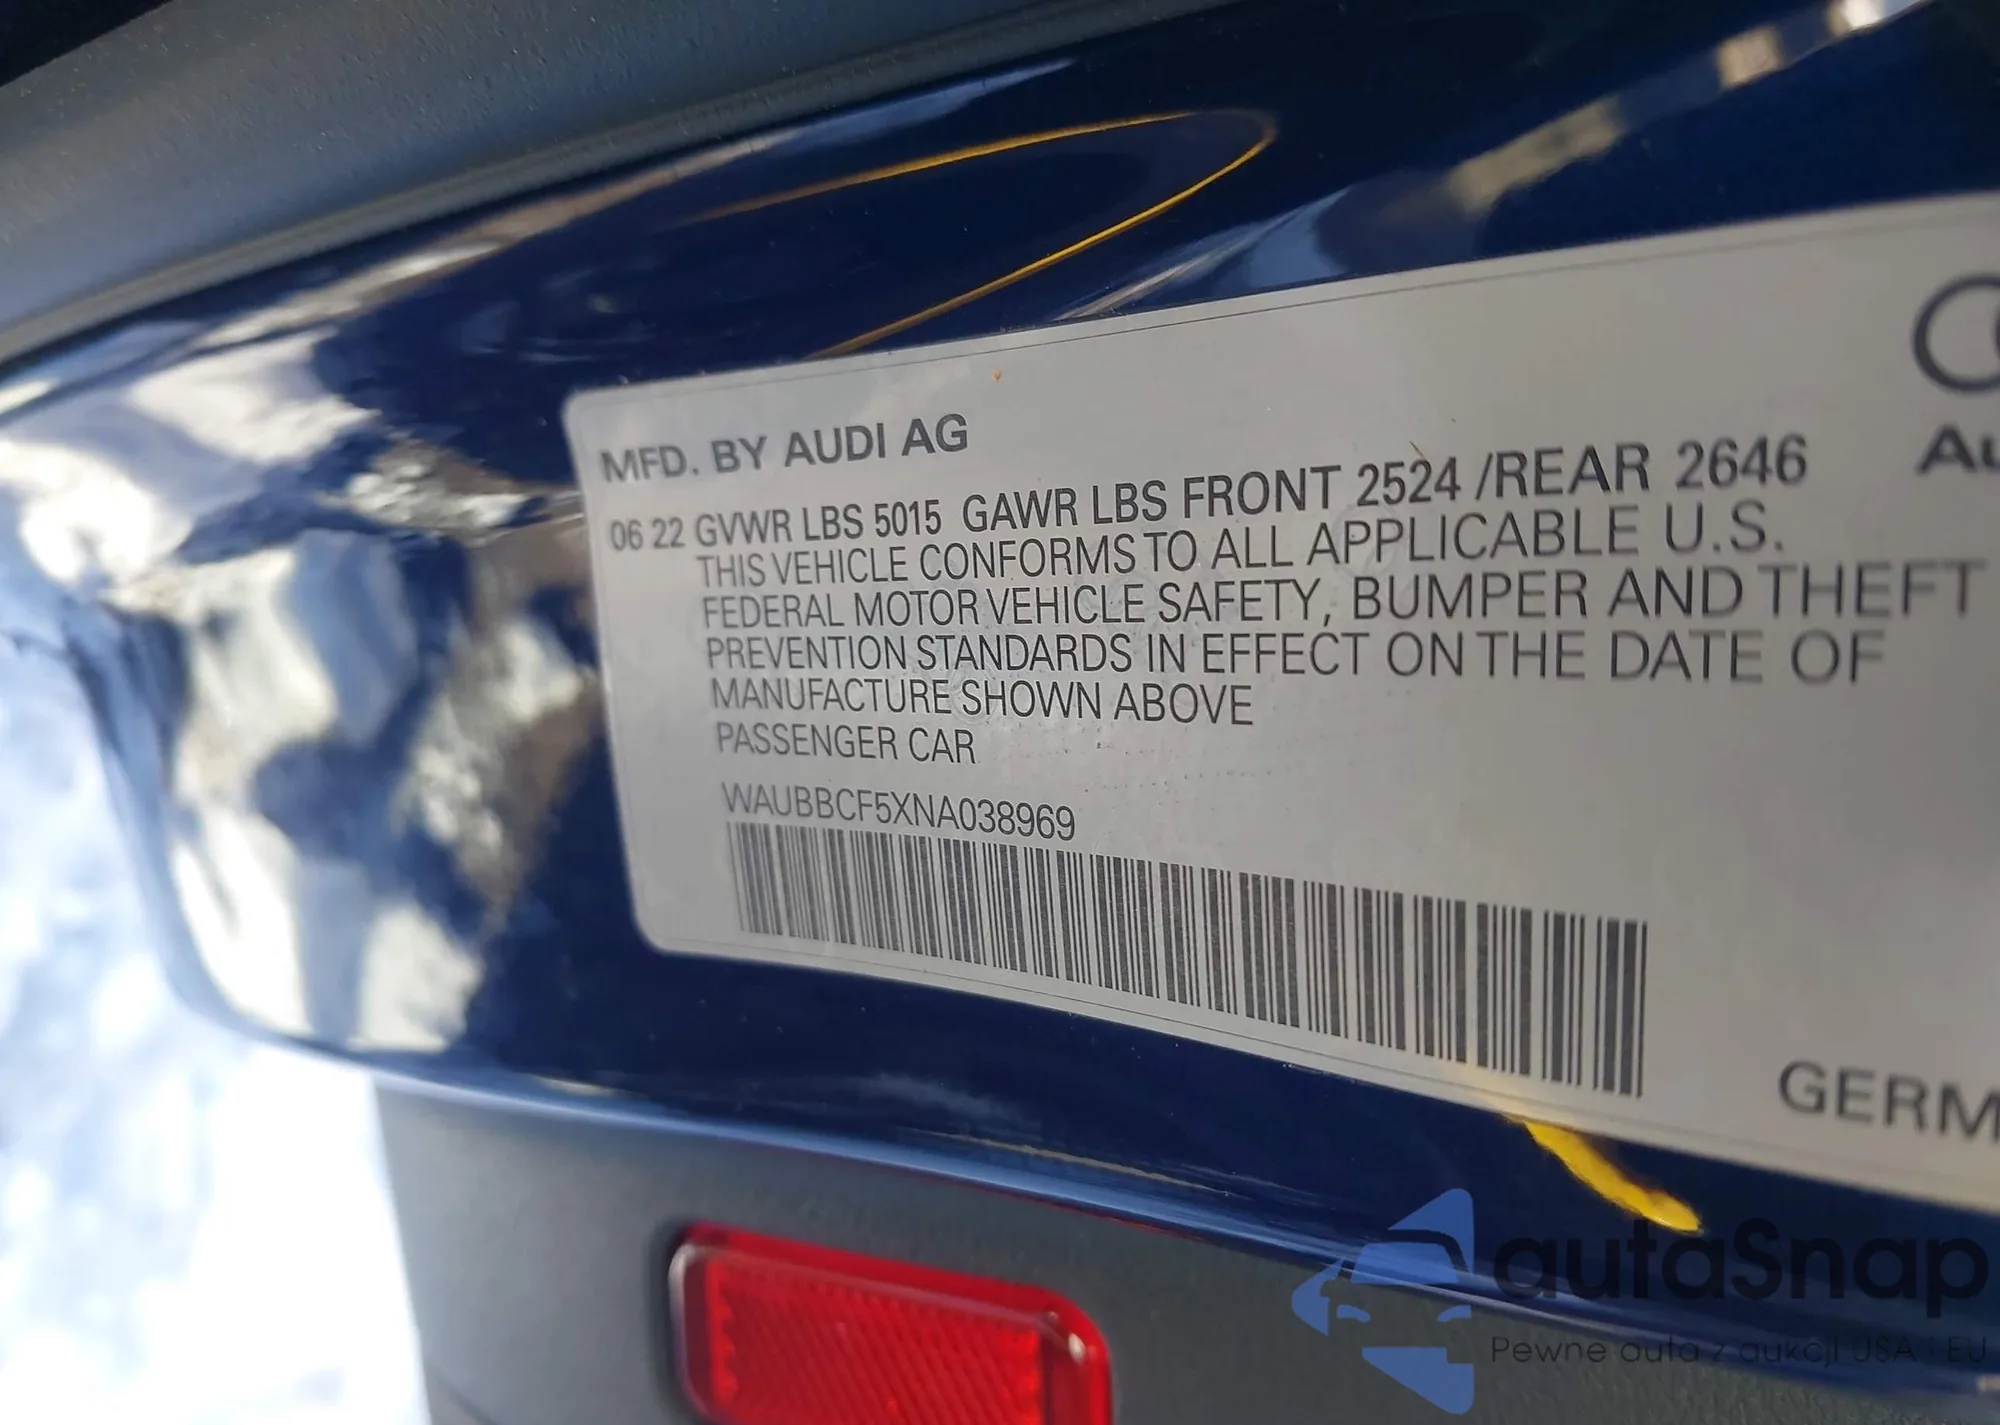 MFD. BY AUDI AG
06 22 GVWR LBS 5015 GAWR LBS FRONT 2524 /REAR 2646
THIS VEHICLE CONFORMS TO ALL APPLICABLE U.S.
FEDERAL MOTOR VEHICLE SAFETY, BUMPER AND THEFT
PREVENTION STANDARDS IN EFFECT ON THE DATE OF
MANUFACTURE SHOWN ABOVE
PASSENGER CAR
WAUBBCF5XNA038969
autaSnap
Pewne auta z aukcji USA i EU